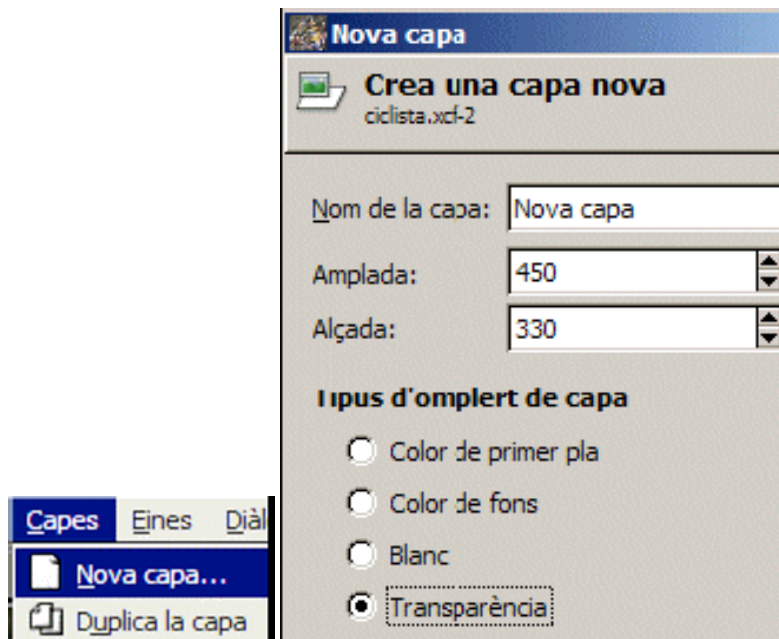 Nova capa
Crea una capa nova
ciclista.xcf-2
Nom de la capa: Nova capa
Amplada: 450
Alçada: 330
Tipus d'omplert de capa
Color de primer pla
Color de fons
Blanc
Transparència
Capes Eines Diàl
Nova capa...
Duplica la capa